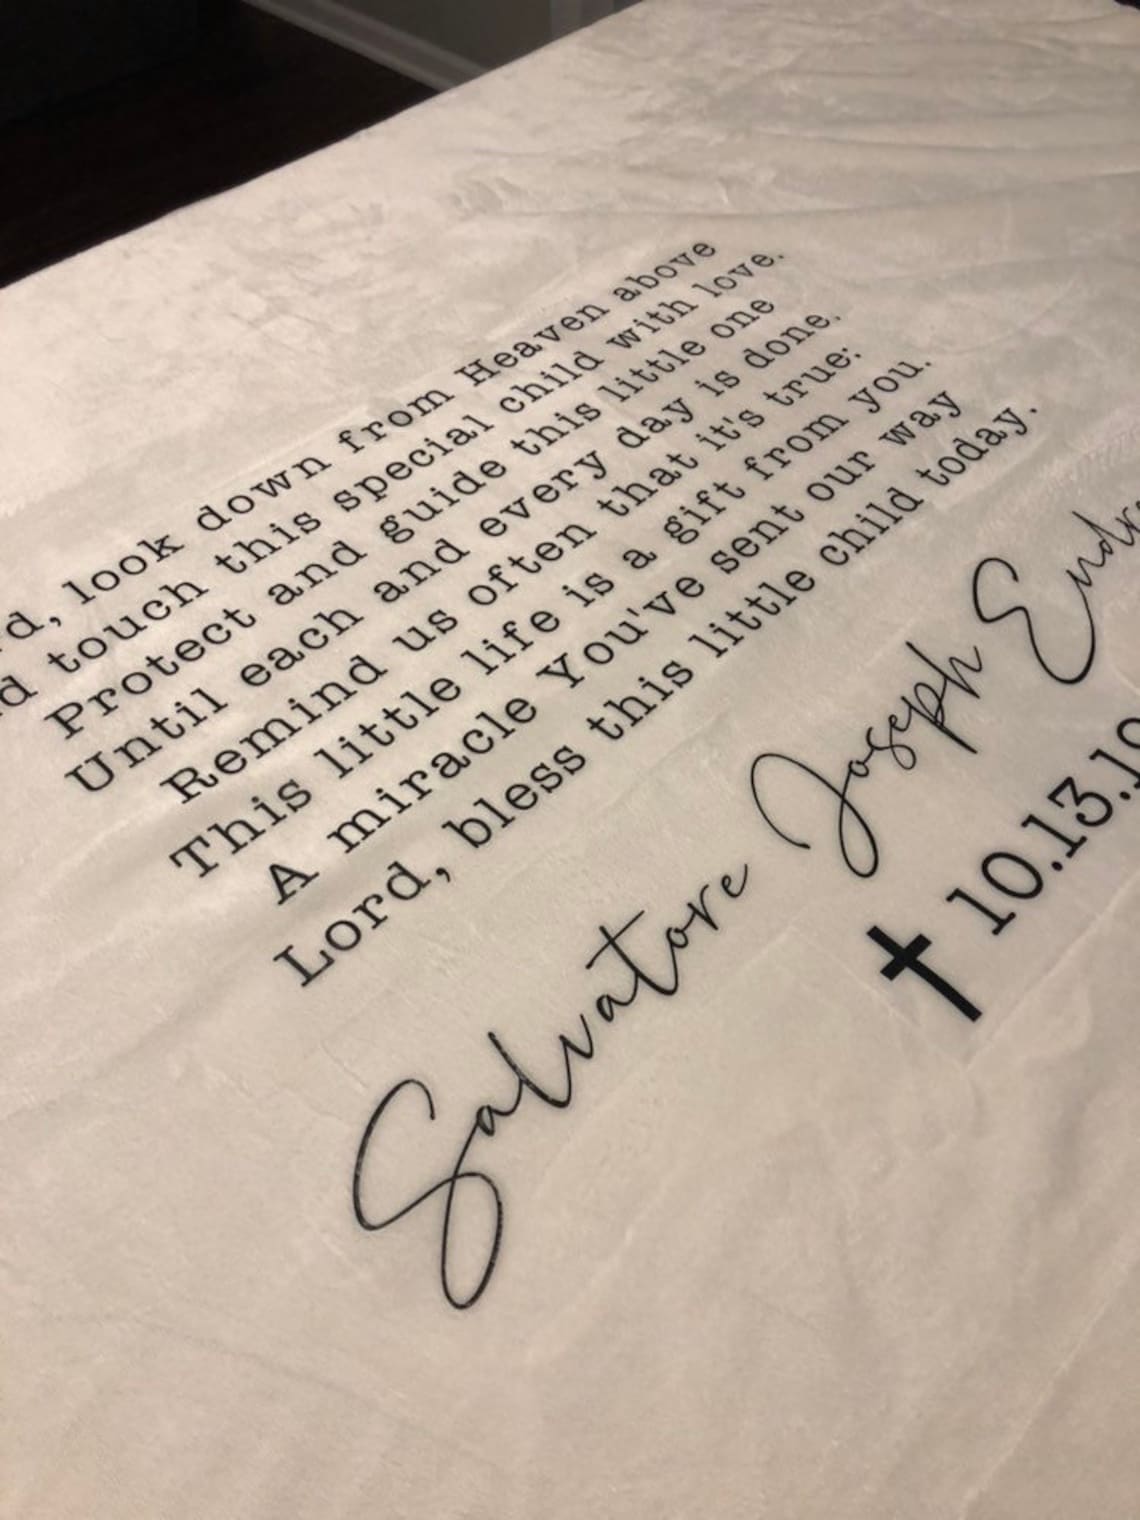 look down from Heaven above
touch this special child with love.
Protect and guide this little one
Until each and every day is done.
Remind us often that it's true:
This little life is a gift from you.
A miracle You've sent our way
Lord, bless this little child today.
Salvatore Joseph
✝ 10.13.